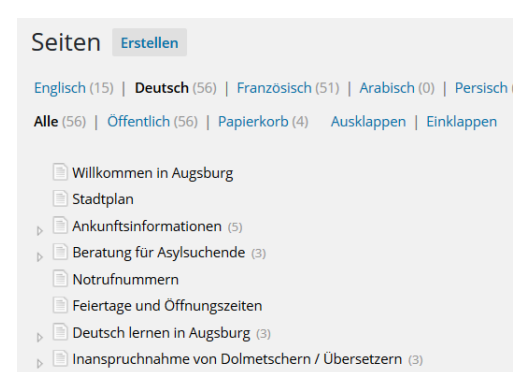 Seiten Erstellen
Englisch (15) | Deutsch (56) | Französisch (51) | Arabisch (0) | Persisch (
Alle (56) | Öffentlich (56) | Papierkorb (4) Ausklappen | Einklappen
Willkommen in Augsburg
Stadtplan
Ankunftsinformationen (5)
Beratung für Asylsuchende (3)
Notrufnummern
Feiertage und Öffnungszeiten
Deutsch lernen in Augsburg (3)
Inanspruchnahme von Dolmetschern / Übersetzern (3)